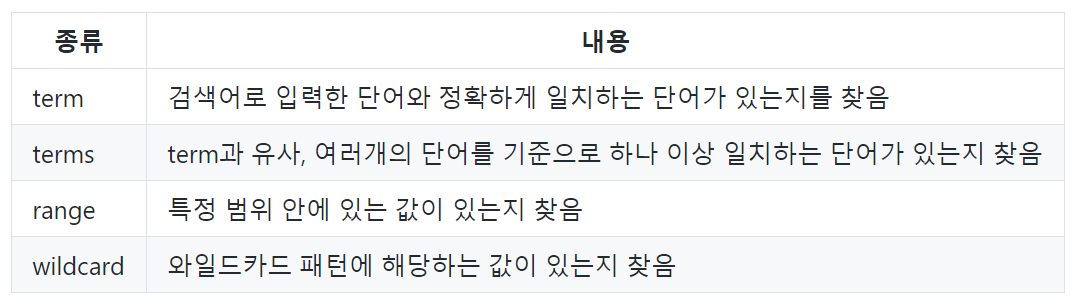 종류 내용
term 검색어로 입력한 단어와 정확하게 일치하는 단어가 있는지를 찾음
terms term과 유사, 여러개의 단어를 기준으로 하나 이상 일치하는 단어가 있는지 찾음
range 특정 범위 안에 있는 값이 있는지 찾음
wildcard 와일드카드 패턴에 해당하는 값이 있는지 찾음